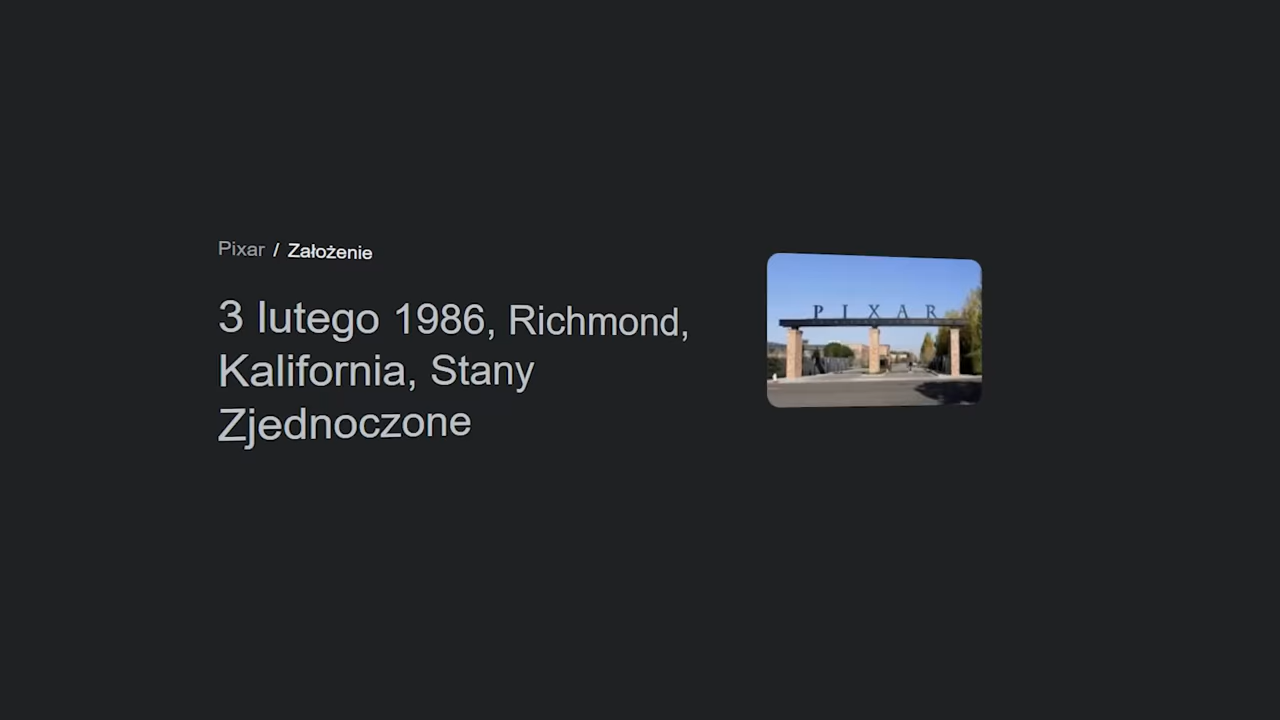 Pixar / Założenie
3 lutego 1986, Richmond,
Kalifornia, Stany
Zjednoczone
PIXAR